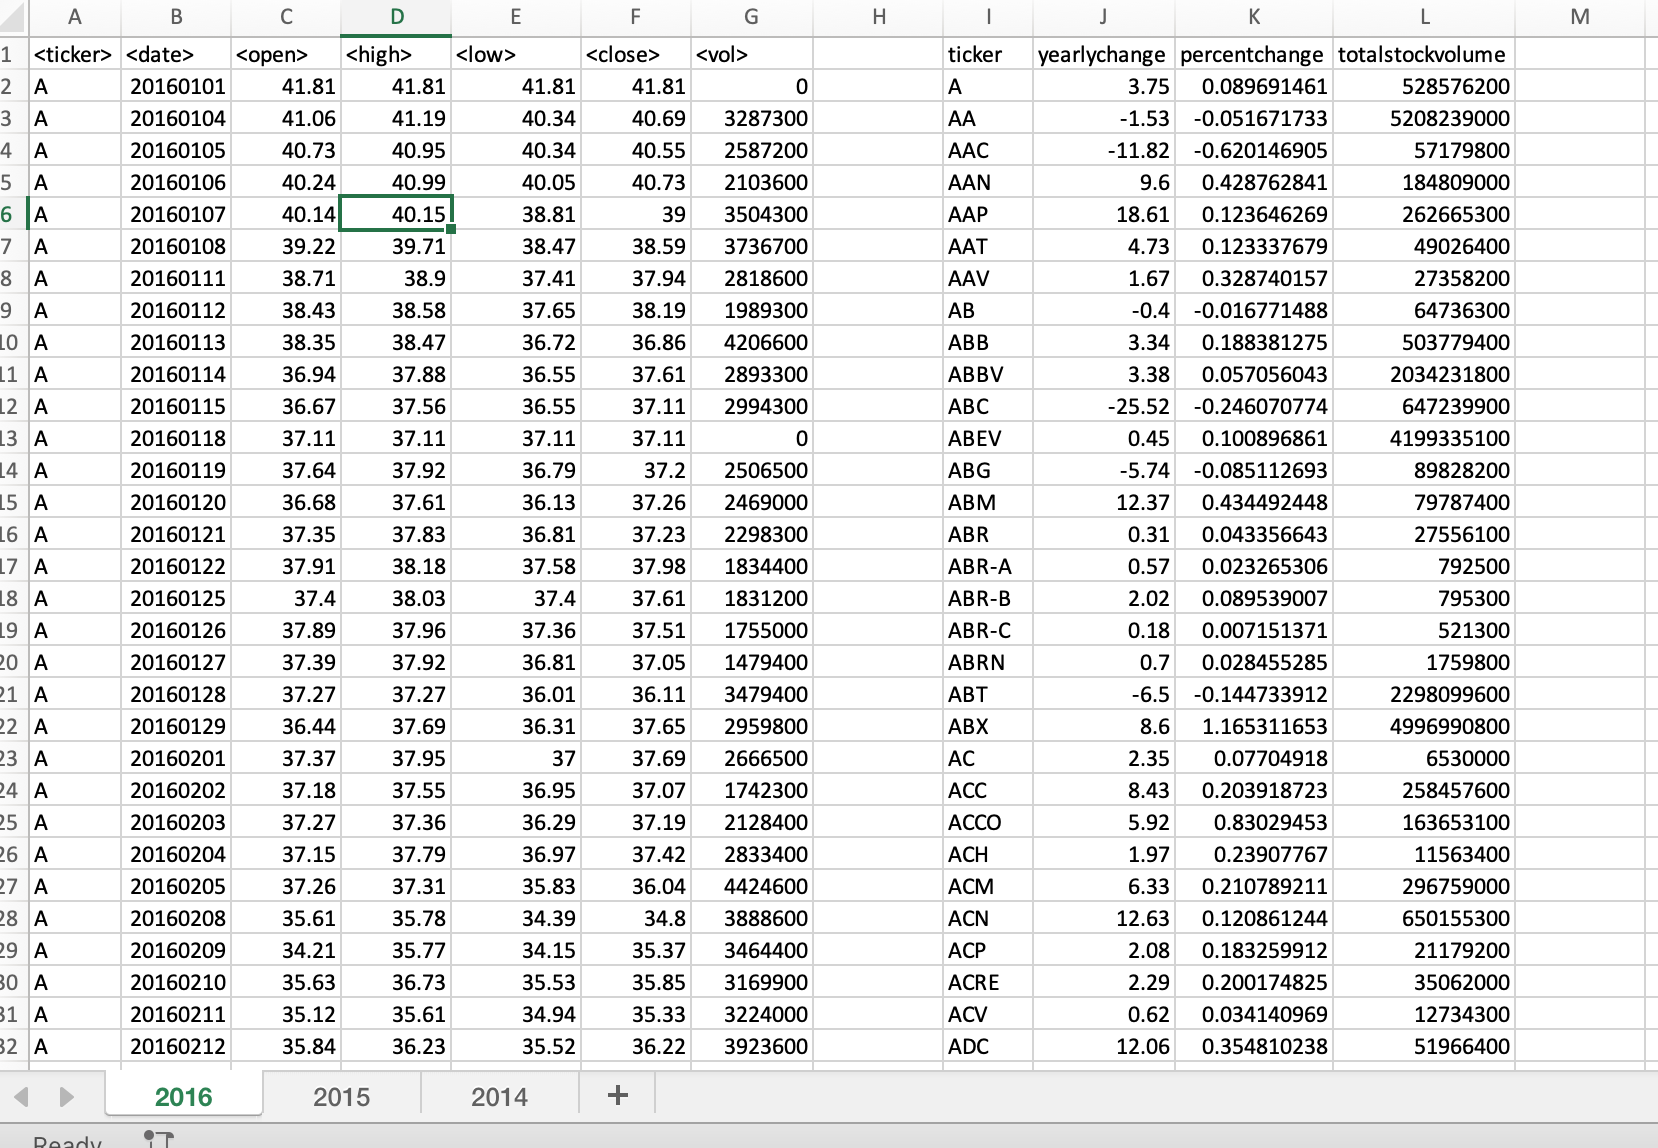 A B C D E F G H I J K L M
1 <ticker> <date> <open> <high> <low> <close> <vol> ticker yearlychange percentchange totalstockvolume
2 A 20160101 41.81 41.81 41.81 41.81 0 A 3.75 0.089691461 528576200
3 A 20160104 41.06 41.19 40.34 40.69 3287300 AA -1.53 -0.051671733 5208239000
4 A 20160105 40.73 40.95 40.34 40.55 2587200 AAC -11.82 -0.620146905 57179800
5 A 20160106 40.24 40.99 40.05 40.73 2103600 AAN 9.6 0.428762841 184809000
6 A 20160107 40.14 40.15 38.81 39 3504300 AAP 18.61 0.123646269 262665300
7 A 20160108 39.22 39.71 38.47 38.59 3736700 AAT 4.73 0.123337679 49026400
8 A 20160111 38.71 38.9 37.41 37.94 2818600 AAV 1.67 0.328740157 27358200
9 A 20160112 38.43 38.58 37.65 38.19 1989300 AB -0.4 -0.016771488 64736300
10 A 20160113 38.35 38.47 36.72 36.86 4206600 ABB 3.34 0.188381275 503779400
11 A 20160114 36.94 37.88 36.55 37.61 2893300 ABBV 3.38 0.057056043 2034231800
12 A 20160115 36.67 37.56 36.55 37.11 2994300 ABC -25.52 -0.246070774 647239900
13 A 20160118 37.11 37.11 37.11 37.11 0 ABEV 0.45 0.100896861 4199335100
14 A 20160119 37.64 37.92 36.79 37.2 2506500 ABG -5.74 -0.085112693 89828200
15 A 20160120 36.68 37.61 36.13 37.26 2469000 ABM 12.37 0.434492448 79787400
16 A 20160121 37.35 37.83 36.81 37.23 2298300 ABR 0.31 0.043356643 27556100
17 A 20160122 37.91 38.18 37.58 37.98 1834400 ABR-A 0.57 0.023265306 792500
18 A 20160125 37.4 38.03 37.4 37.61 1831200 ABR-B 2.02 0.089539007 795300
19 A 20160126 37.89 37.96 37.36 37.51 1755000 ABR-C 0.18 0.007151371 521300
20 A 20160127 37.39 37.92 36.81 37.05 1479400 ABRN 0.7 0.028455285 1759800
21 A 20160128 37.27 37.27 36.01 36.11 3479400 ABT -6.5 -0.144733912 2298099600
22 A 20160129 36.44 37.69 36.31 37.65 2959800 ABX 8.6 1.165311653 4996990800
23 A 20160201 37.37 37.95 37 37.69 2666500 AC 2.35 0.07704918 6530000
24 A 20160202 37.18 37.55 36.95 37.07 1742300 ACC 8.43 0.203918723 258457600
25 A 20160203 37.27 37.36 36.29 37.19 2128400 ACCO 5.92 0.83029453 163653100
26 A 20160204 37.15 37.79 36.97 37.42 2833400 ACH 1.97 0.23907767 11563400
27 A 20160205 37.26 37.31 35.83 36.04 4424600 ACM 6.33 0.210789211 296759000
28 A 20160208 35.61 35.78 34.39 34.8 3888600 ACN 12.63 0.120861244 650155300
29 A 20160209 34.21 35.77 34.15 35.37 3464400 ACP 2.08 0.183259912 21179200
30 A 20160210 35.63 36.73 35.53 35.85 3169900 ACRE 2.29 0.200174825 35062000
31 A 20160211 35.12 35.61 34.94 35.33 3224000 ACV 0.62 0.034140969 12734300
32 A 20160212 35.84 36.23 35.52 36.22 3923600 ADC 12.06 0.354810238 51966400
2016 2015 2014 +
Ready